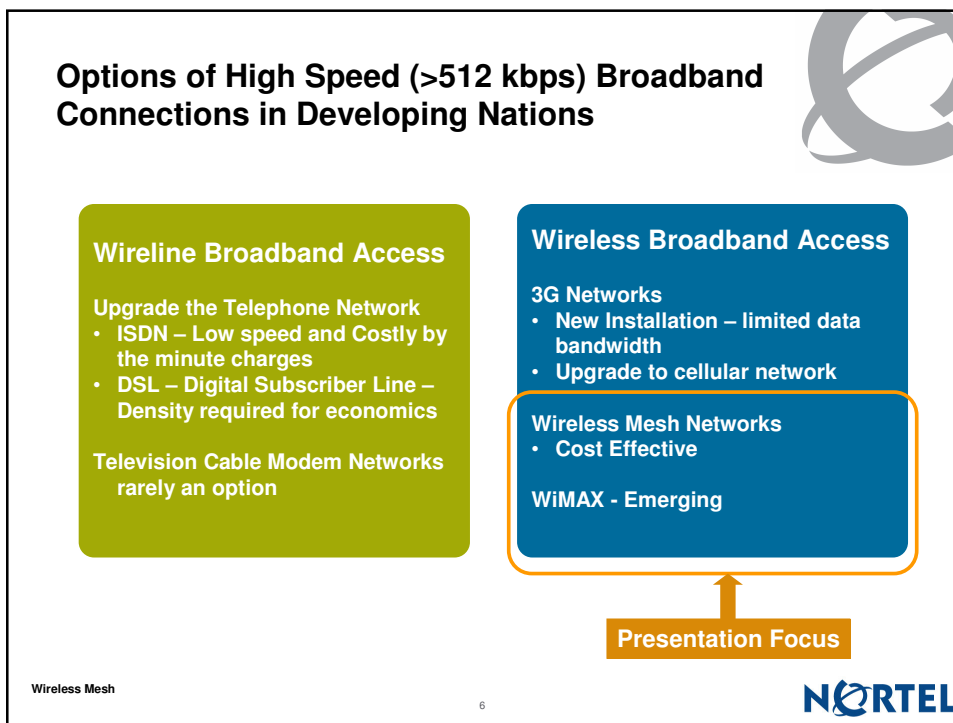 Options of High Speed (>512 kbps) Broadband
Connections in Developing Nations
Wireline Broadband Access
Upgrade the Telephone Network
• ISDN – Low speed and Costly by
the minute charges
• DSL – Digital Subscriber Line –
Density required for economics
Television Cable Modem Networks
rarely an option
Wireless Broadband Access
3G Networks
• New Installation – limited data
bandwidth
• Upgrade to cellular network
Wireless Mesh Networks
• Cost Effective
WiMAX - Emerging
Presentation Focus
Wireless Mesh
6
NORTEL